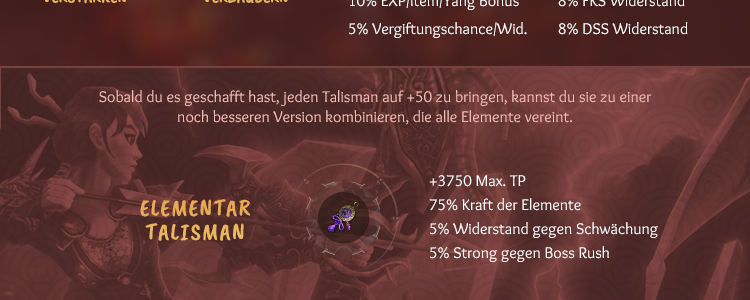 VERSTÄRKEN
VERZAUBERN
10% EXP/Item/Yang Bonus
8% FKS Widerstand
5% Vergiftungschance/Wid.
8% DSS Widerstand
Sobald du es geschafft hast, jeden Talisman auf +50 zu bringen, kannst du sie zu einer
noch besseren Version kombinieren, die alle Elemente vereint.
ELEMENTAR
TALISMAN
+3750 Max. TP
75% Kraft der Elemente
5% Widerstand gegen Schwächung
5% Strong gegen Boss Rush